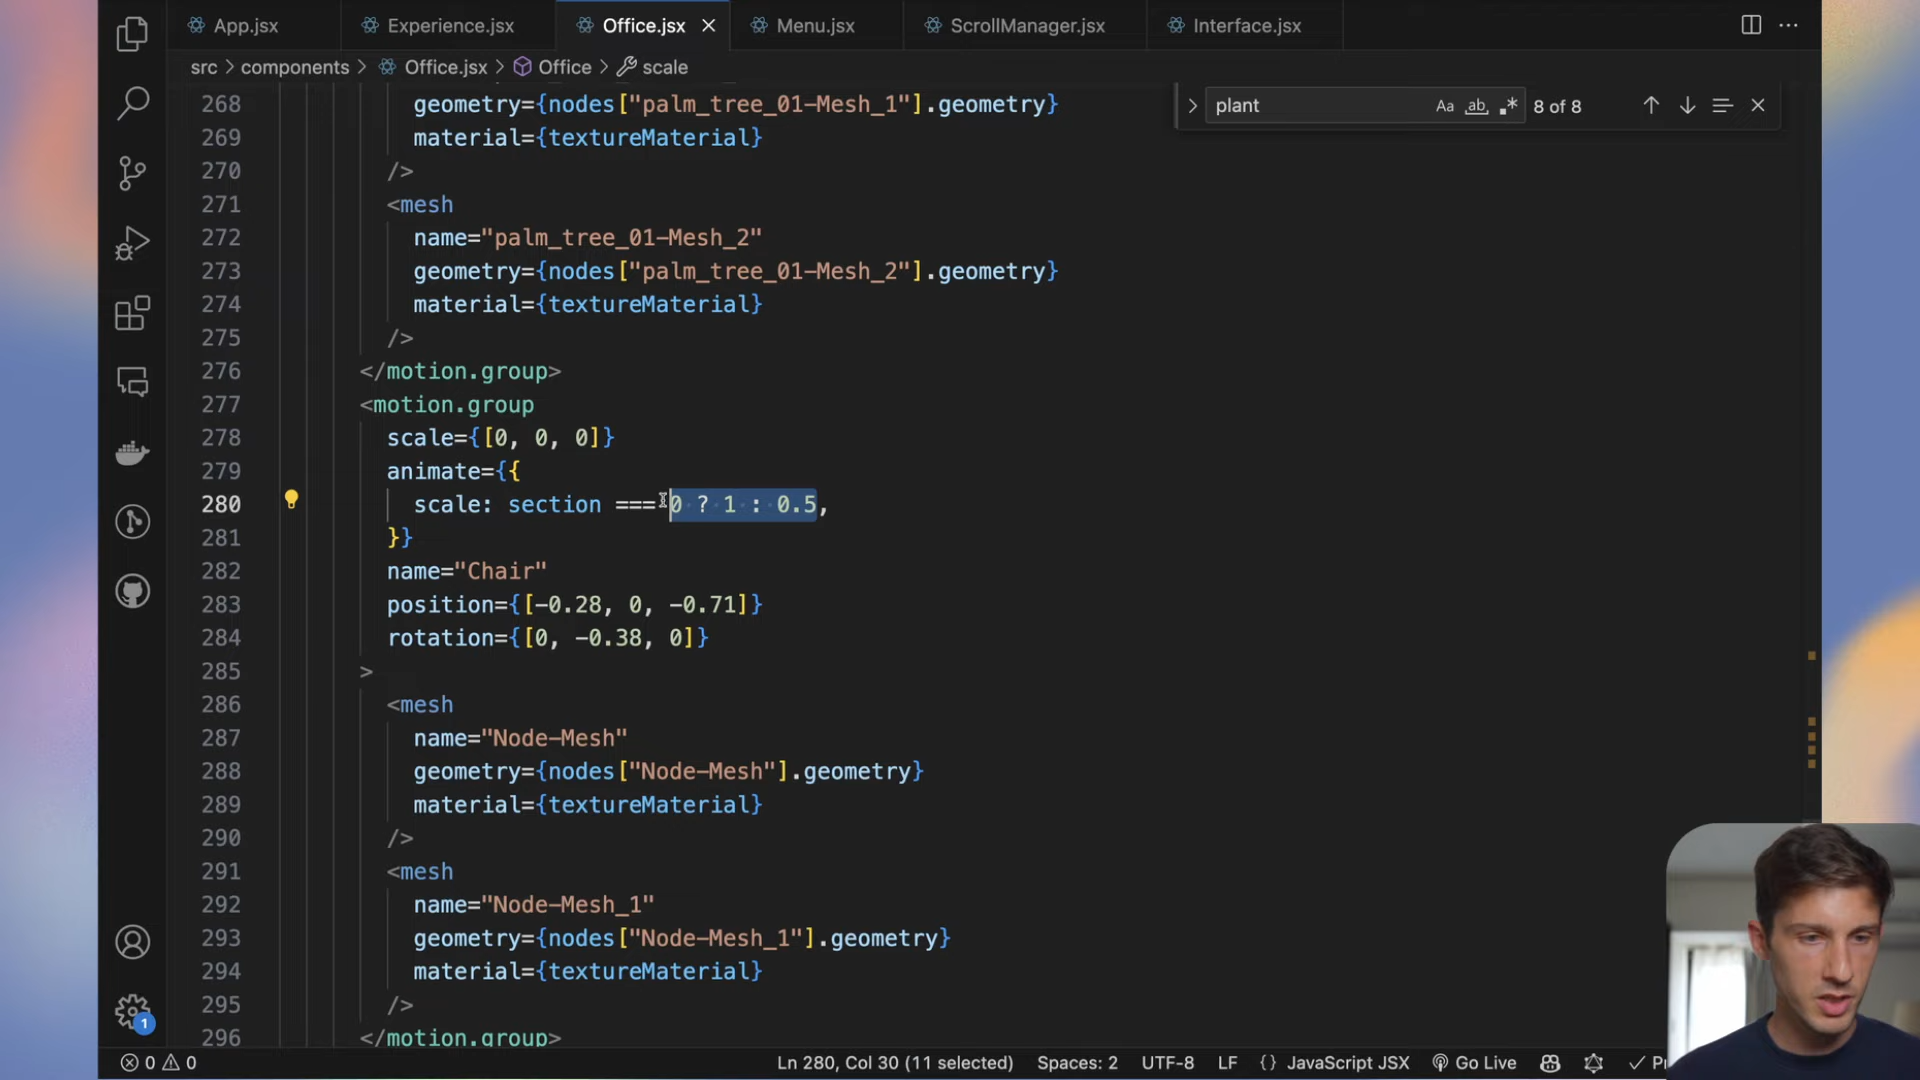 App.jsx
Experience.jsx
Office.jsx
Menu.jsx
ScrollManager.jsx
Interface.jsx
src > components > Office.jsx > Office > scale
plant
Aa ab .* 8 of 8
268 geometry={nodes["palm_tree_01-Mesh_1"].geometry}
269 material={textureMaterial}
270 />
271 <mesh
272 name="palm_tree_01-Mesh_2"
273 geometry={nodes["palm_tree_01-Mesh_2"].geometry}
274 material={textureMaterial}
275 />
276 </motion.group>
277 <motion.group
278 scale={[0, 0, 0]}
279 animate={{
280 scale: section === 0 ? 1 : 0.5,
281 }}
282 name="Chair"
283 position={[-0.28, 0, -0.71]}
284 rotation={[0, -0.38, 0]}
285 >
286 <mesh
287 name="Node-Mesh"
288 geometry={nodes["Node-Mesh"].geometry}
289 material={textureMaterial}
290 />
291 <mesh
292 name="Node-Mesh_1"
293 geometry={nodes["Node-Mesh_1"].geometry}
294 material={textureMaterial}
295 />
296 </motion.group>
1
0 0
Ln 280, Col 30 (11 selected)
Spaces: 2
UTF-8
LF
{} JavaScript JSX
Go Live